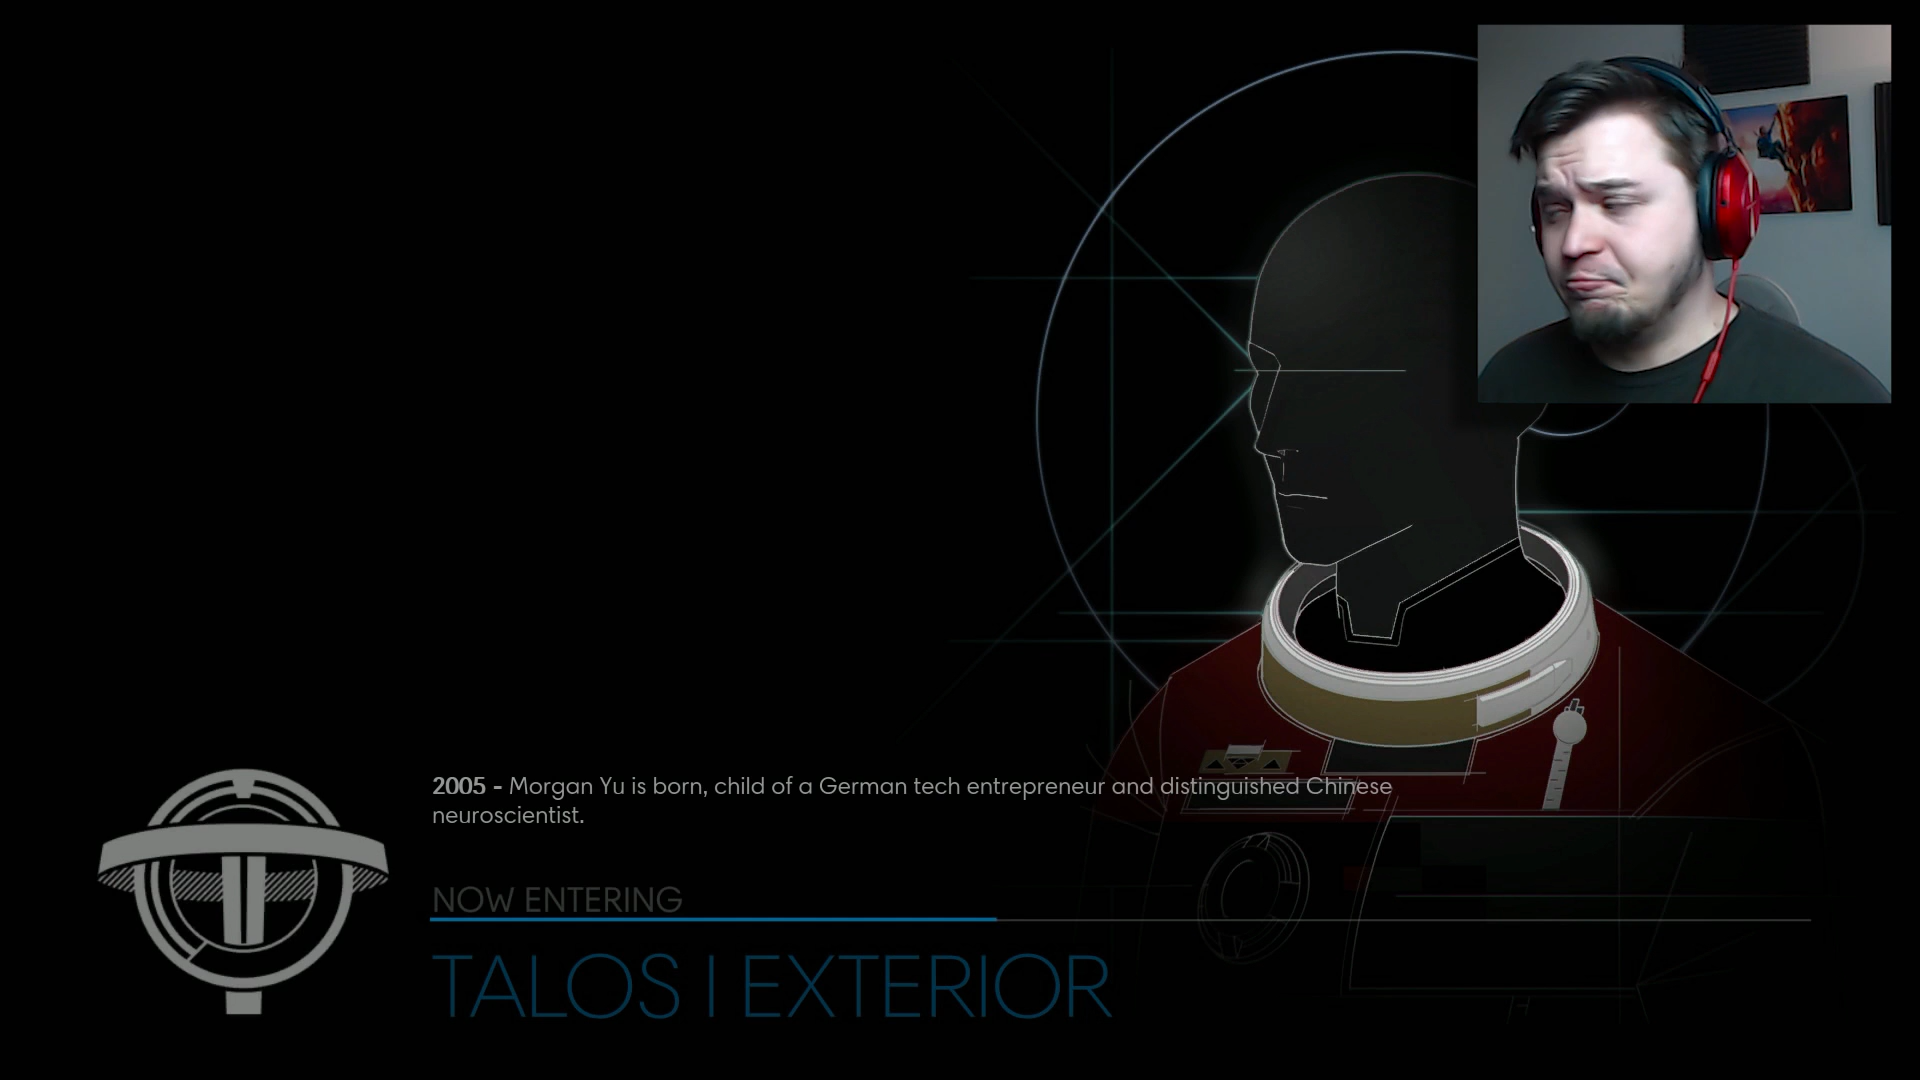 2005 - Morgan Yu is born, child of a German tech entrepreneur and distinguished Chinese
neuroscientist.
NOW ENTERING
TALOS I EXTERIOR